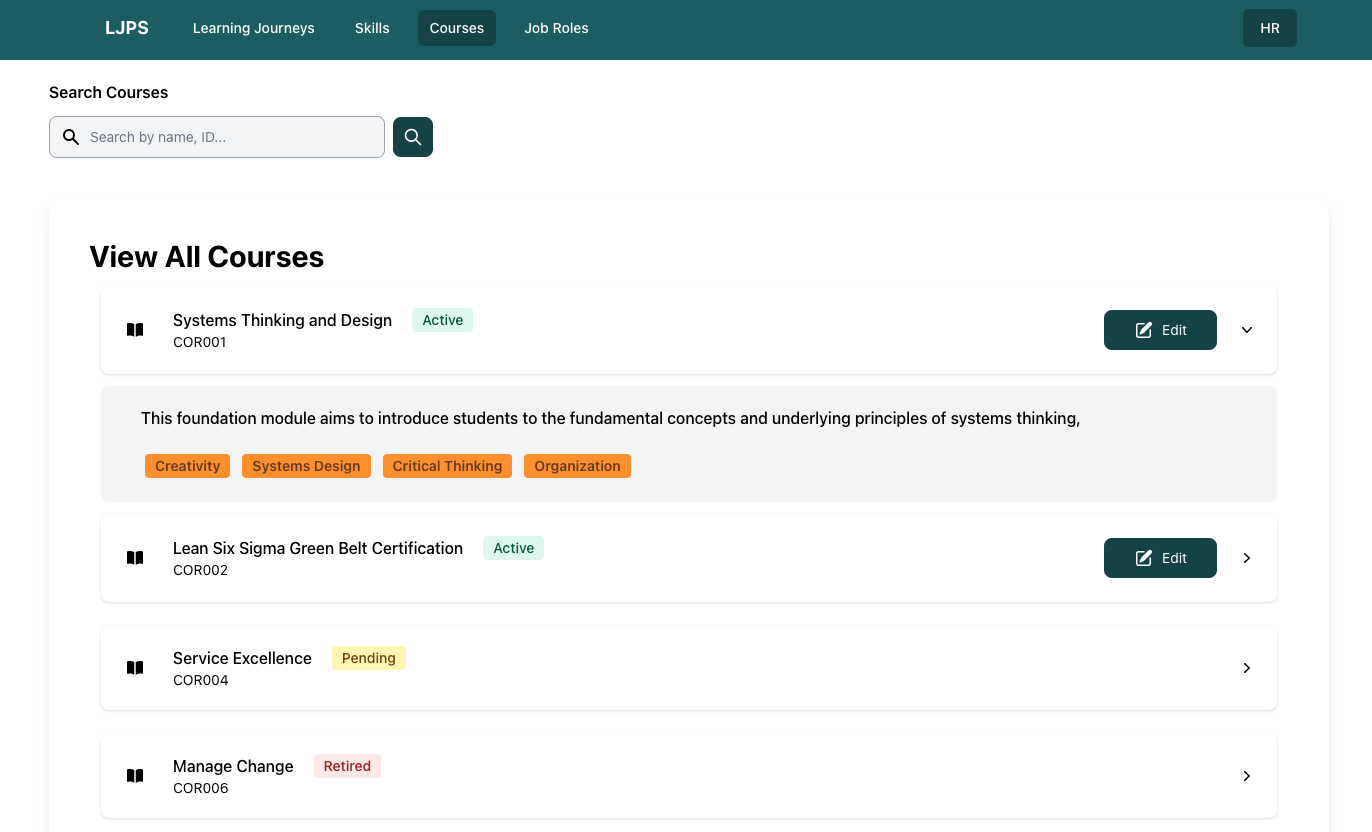 LJPS Learning Journeys Skills Courses Job Roles HR
Search Courses
Search by name, ID...
View All Courses
Systems Thinking and Design Active
COR001
Edit
This foundation module aims to introduce students to the fundamental concepts and underlying principles of systems thinking,
Creativity Systems Design Critical Thinking Organization
Lean Six Sigma Green Belt Certification Active
COR002
Edit
Service Excellence Pending
COR004
Manage Change Retired
COR006